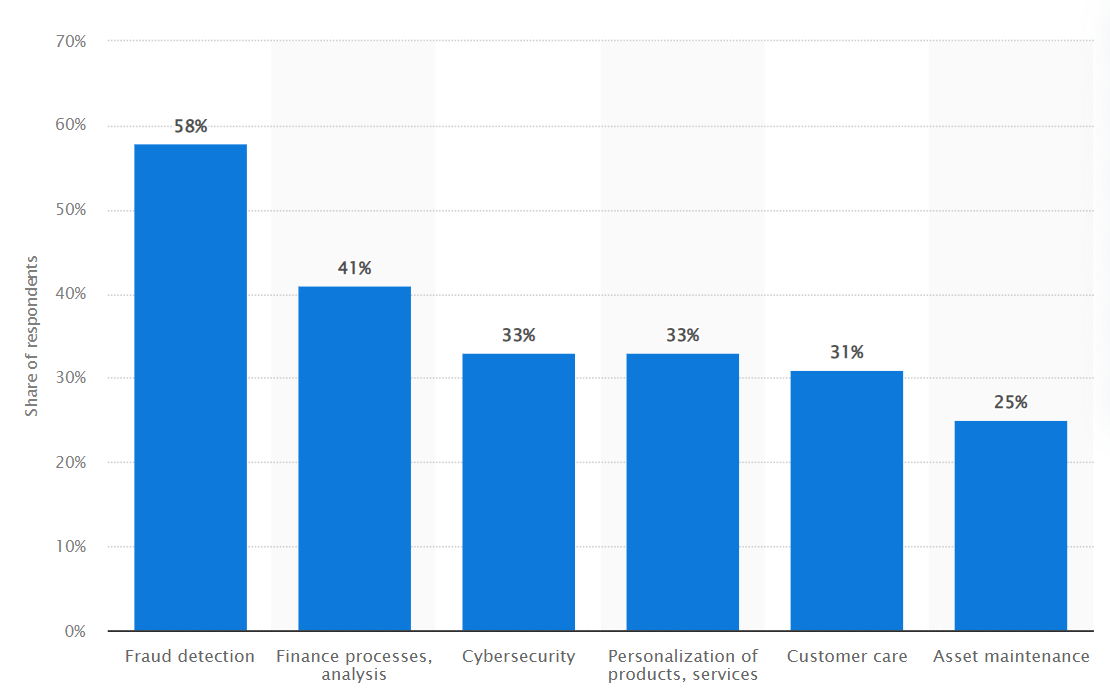 70%
60%
50%
40%
30%
20%
10%
0%
Share of respondents
58%
41%
33%
33%
31%
25%
Fraud detection
Finance processes,
analysis
Cybersecurity
Personalization of
products, services
Customer care
Asset maintenance